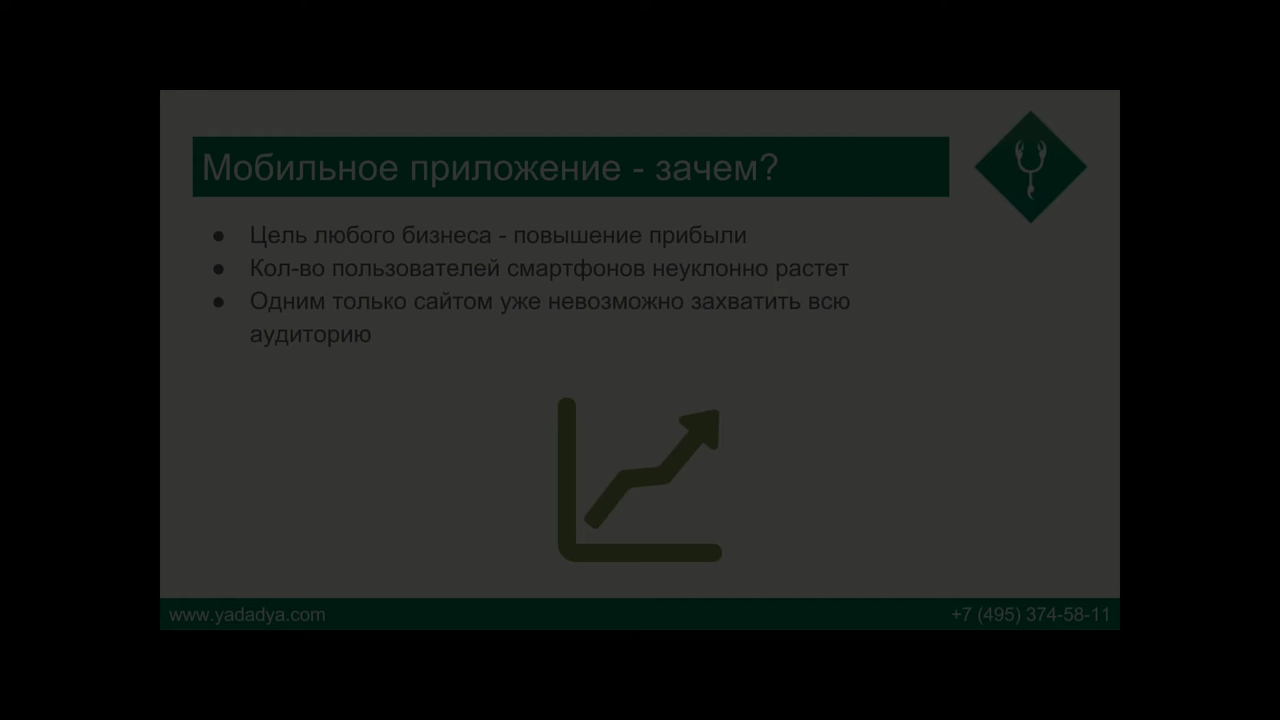 Мобильное приложение - зачем?
● Цель любого бизнеса - повышение прибыли
● Кол-во пользователей смартфонов неуклонно растет
● Одним только сайтом уже невозможно захватить всю
аудиторию
www.yadadya.com
+7 (495) 374-58-11